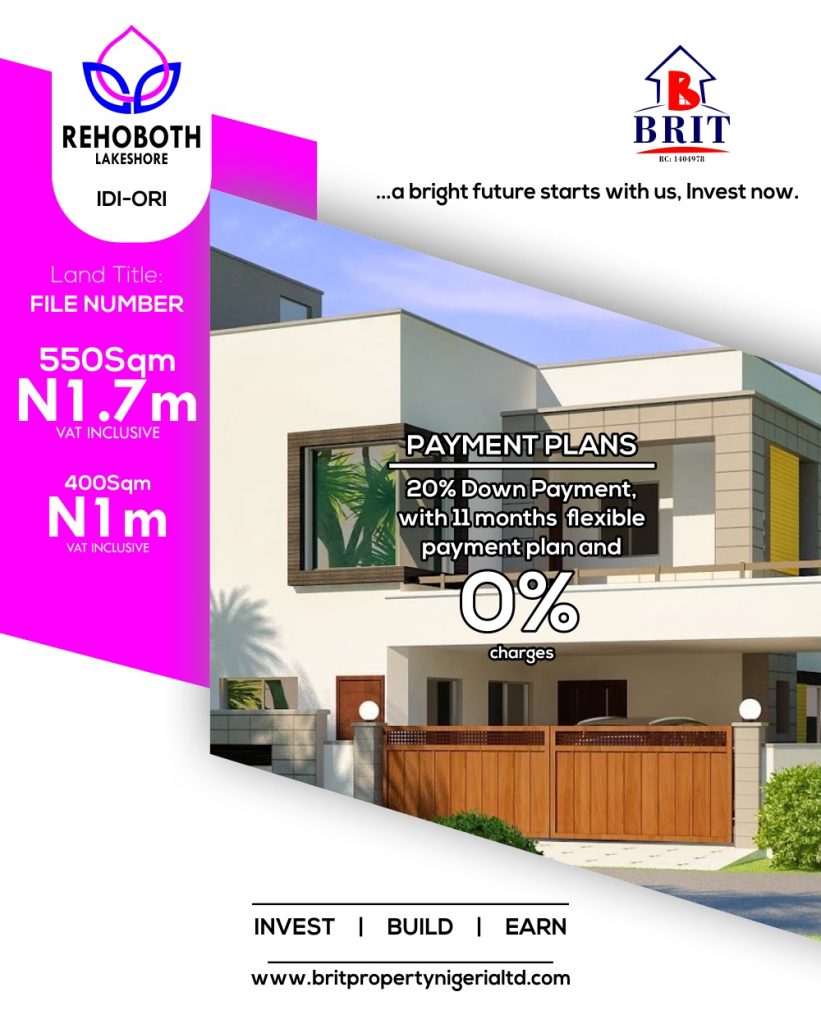 REHOBOTH
LAKESHORE
IDI-ORI
B
BRIT
RC: 1404978
...a bright future starts with us, Invest now.
Land Title:
FILE NUMBER
550Sqm
N1.7m
VAT INCLUSIVE
400Sqm
N1m
VAT INCLUSIVE
PAYMENT PLANS
20% Down Payment,
with 11 months flexible
payment plan and
0%
charges
INVEST | BUILD | EARN
www.britpropertynigerialtd.com